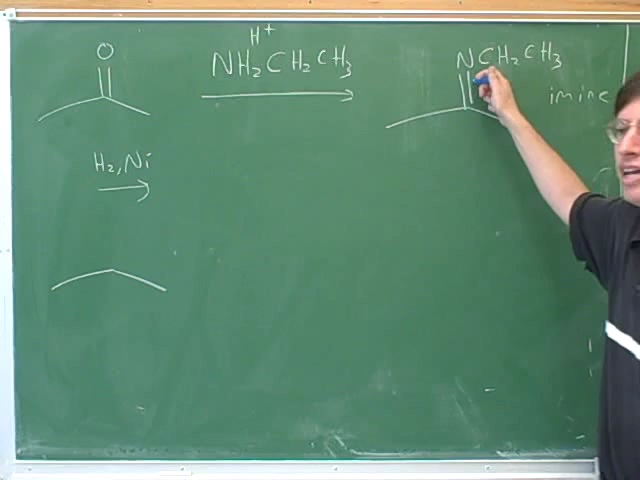 O
H+
NH2CH2CH3
NCH2CH3
imine
H2,Ni